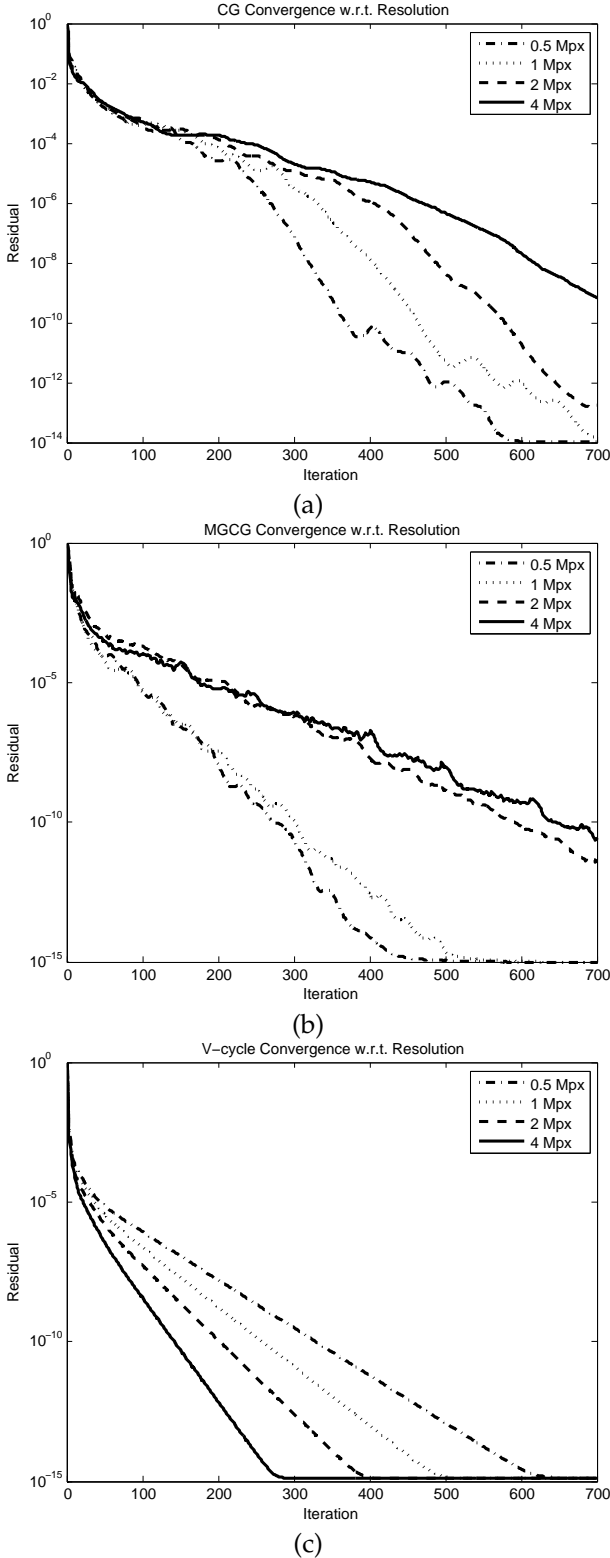 CG Convergence w.r.t. Resolution
10^0
10^−2
10^−4
10^−6
10^−8
10^−10
10^−12
10^−14
Residual
0.5 Mpx
1 Mpx
2 Mpx
4 Mpx
0 100 200 300 400 500 600 700
Iteration
(a)
MGCG Convergence w.r.t. Resolution
10^0
10^−5
10^−10
10^−15
Residual
0.5 Mpx
1 Mpx
2 Mpx
4 Mpx
0 100 200 300 400 500 600 700
Iteration
(b)
V−cycle Convergence w.r.t. Resolution
10^0
10^−5
10^−10
10^−15
Residual
0.5 Mpx
1 Mpx
2 Mpx
4 Mpx
0 100 200 300 400 500 600 700
Iteration
(c)